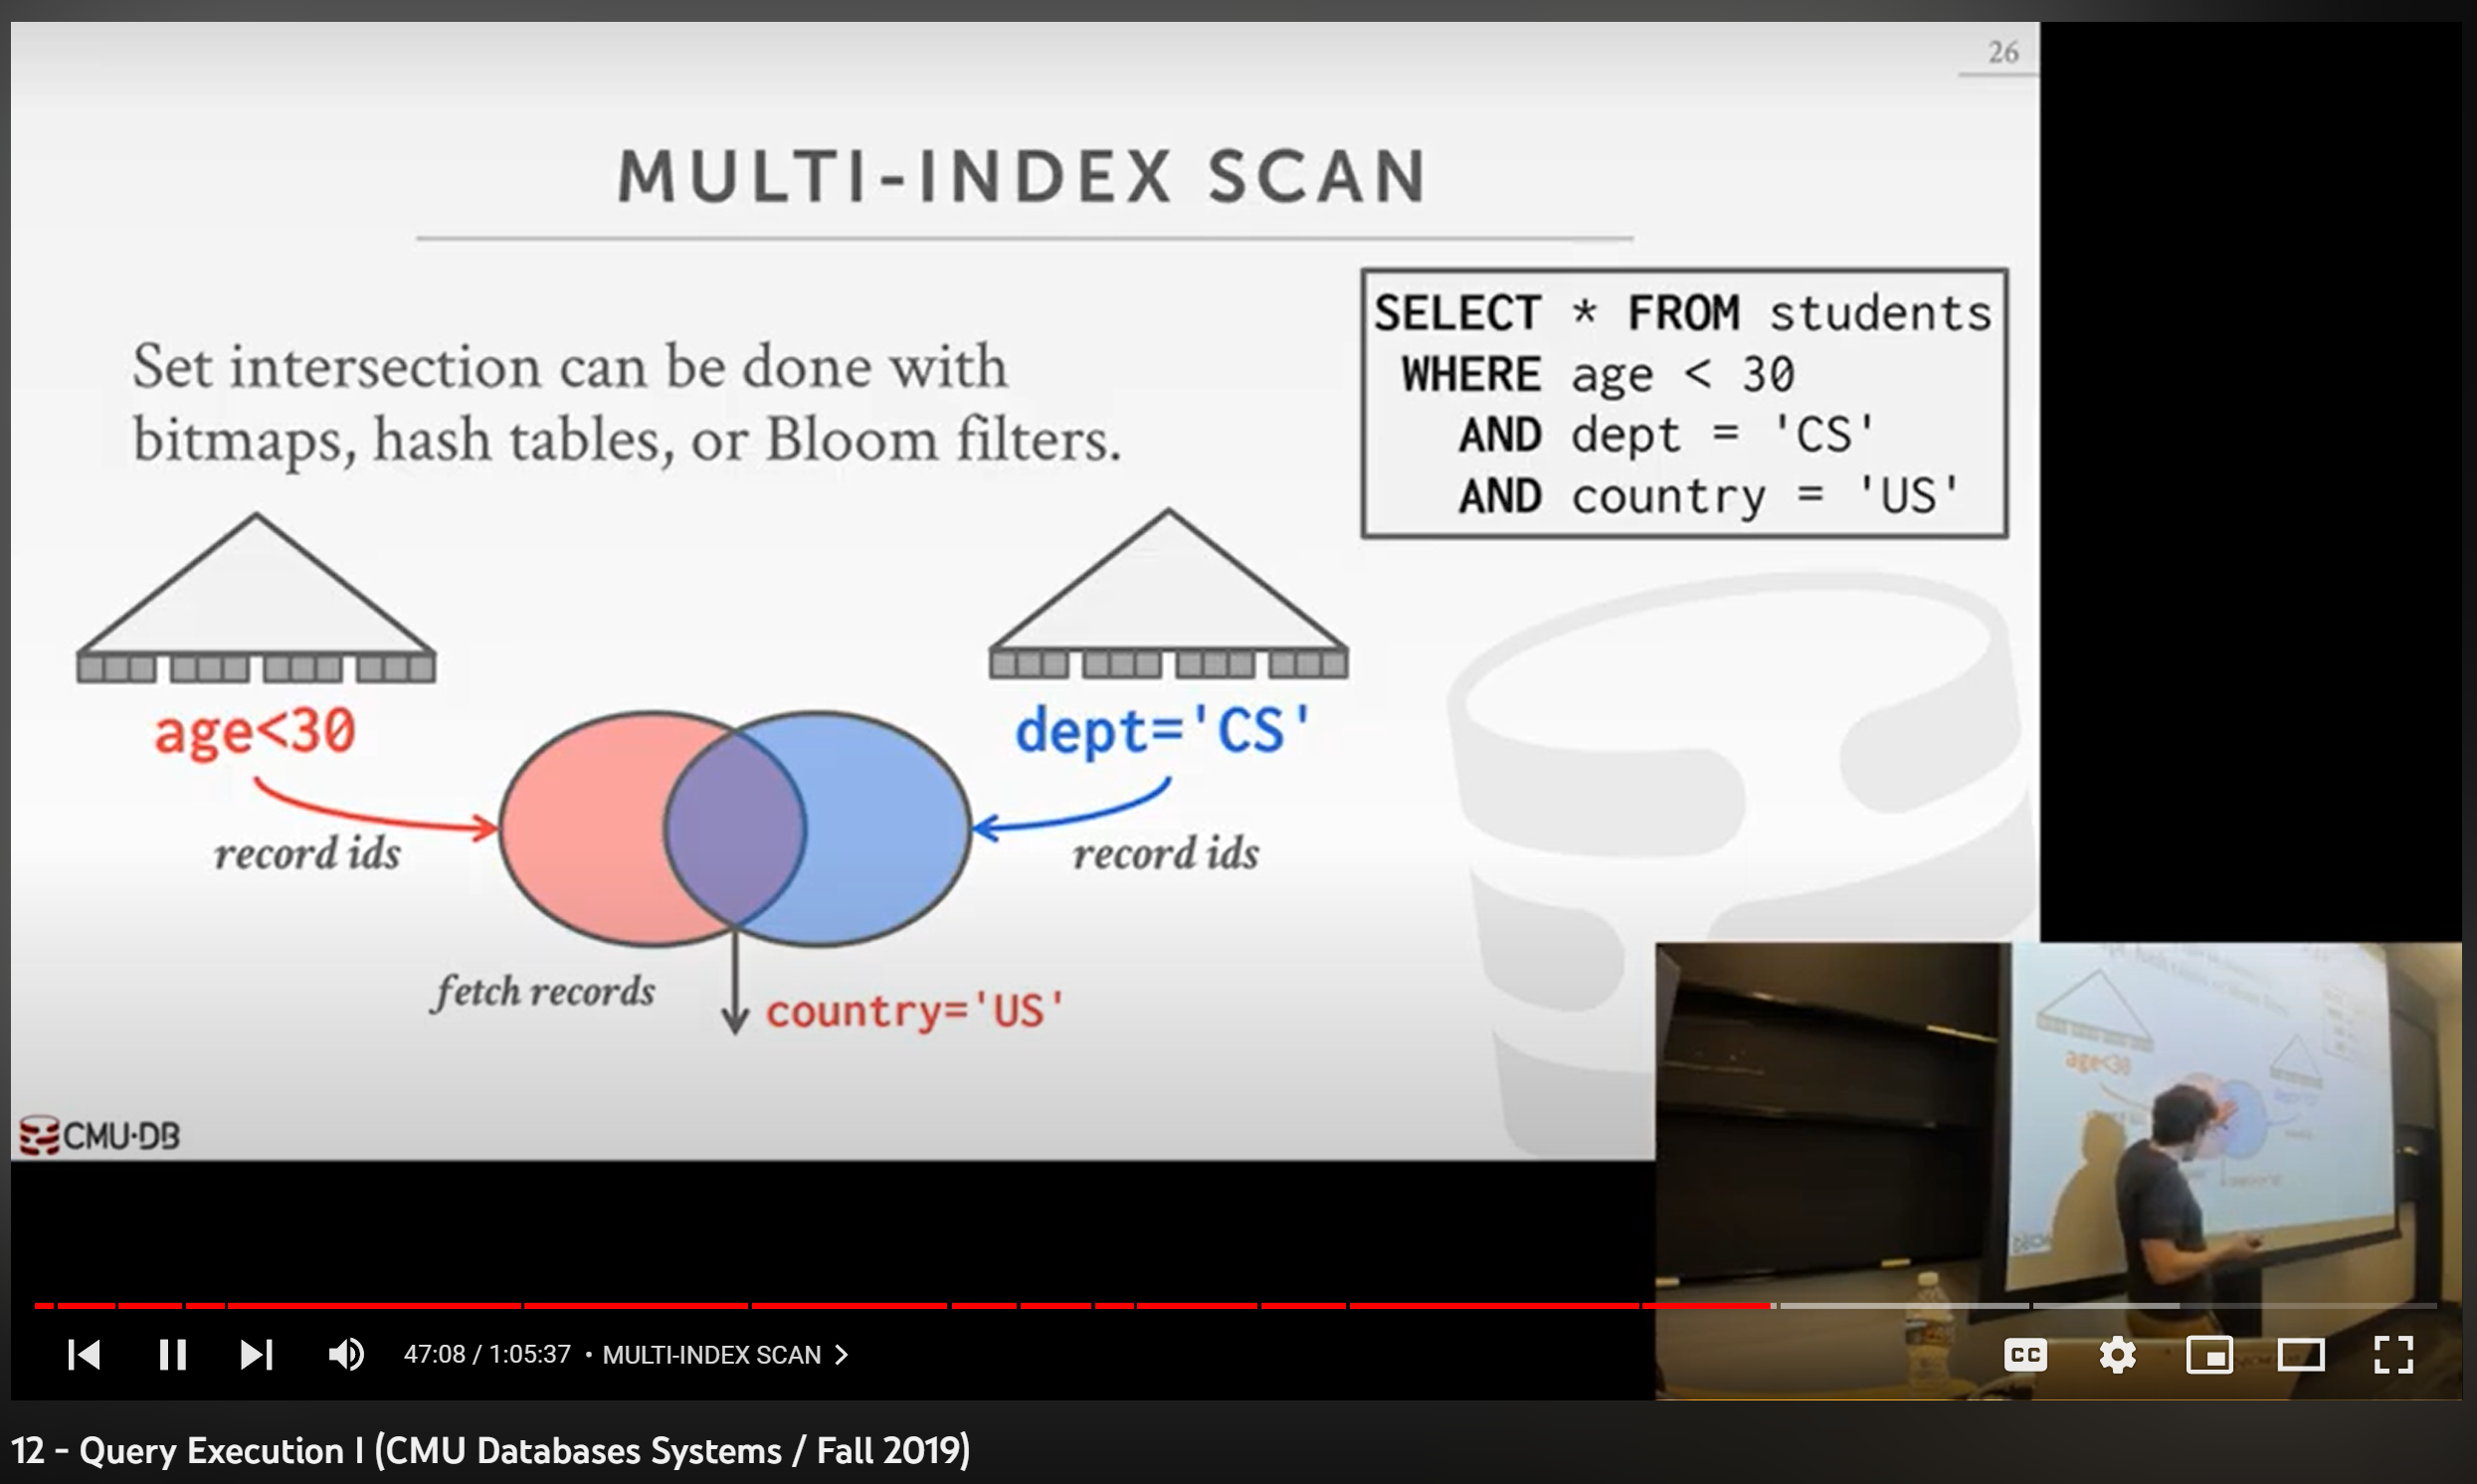 26
MULTI-INDEX SCAN
Set intersection can be done with
bitmaps, hash tables, or Bloom filters.
SELECT * FROM students
WHERE age < 30
AND dept = 'CS'
AND country = 'US'
age<30
dept='CS'
record ids
record ids
fetch records
country='US'
CMU·DB
age<30
47:08 / 1:05:37 • MULTI-INDEX SCAN
CC
12 - Query Execution I (CMU Databases Systems / Fall 2019)